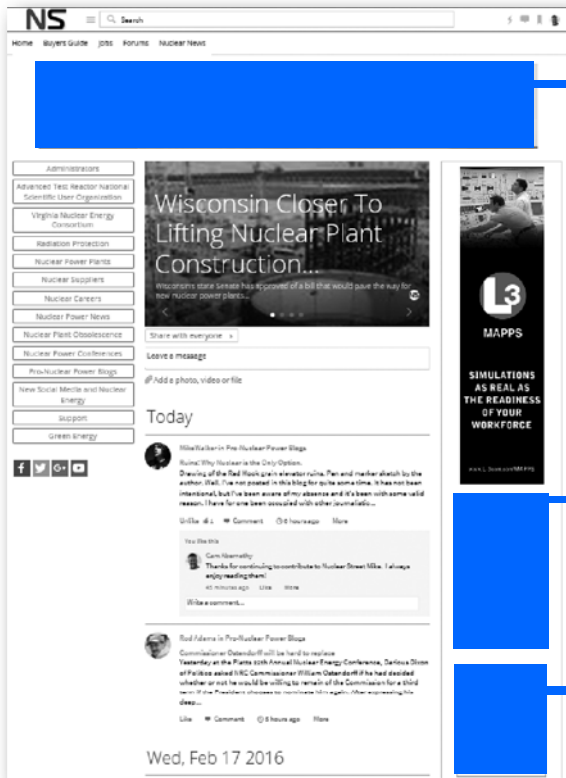 NS
Search
Home Buyers Guide Jobs Forums Nuclear News
Administrators
Advanced Test Reactor National
Scientific User Organization
Virginia Nuclear Energy
Consortium
Radiation Protection
Nuclear Power Plants
Nuclear Suppliers
Nuclear Careers
Nuclear Power News
Nuclear Plant Obsolescence
Nuclear Power Conferences
Pro-Nuclear Power Blogs
New Social Media and Nuclear
Energy
Support
Green Energy
Wisconsin Closer To
Lifting Nuclear Plant
Construction...
Wisconsin's state Senate has approved of a bill that would pave the way for
new nuclear power plants...
Share with everyone
Leave a message
Add a photo, video or file
Today
MikeWalker in Pro-Nuclear Power Blogs
Ruins: Why Nuclear is the Only Option.
Drawing of the Red Hook grain elevator ruins. Pen and marker sketch by the
author. Well, I've not posted in this blog for quite some time. It has not been
intentional, but I've been aware of my absence and it's been with some valid
reason. I have for one been occupied with other journalistic...
Unlike Comment 6 hours ago More
You like this
Cam Abernethy
Thanks for continuing to contribute to Nuclear Street Mike. I always
enjoy reading them!
minutes ago Like More
Write a comment...
Rod Adams in Pro-Nuclear Power Blogs
Commissioner Ostendorff will be hard to replace
Yesterday at the Platts Annual Nuclear Energy Conference, Darius Dixon
of Politico asked NRC Commissioner William Ostendorff if he had decided
whether or not he would be willing to remain of the Commission for a third
term if the President chooses to nominate him again. After expressing his
deep...
Like Comment 8 hours ago More
Wed, Feb 17 2016
L3
MAPPS
SIMULATIONS
AS REAL AS
THE READINESS
OF YOUR
WORKFORCE